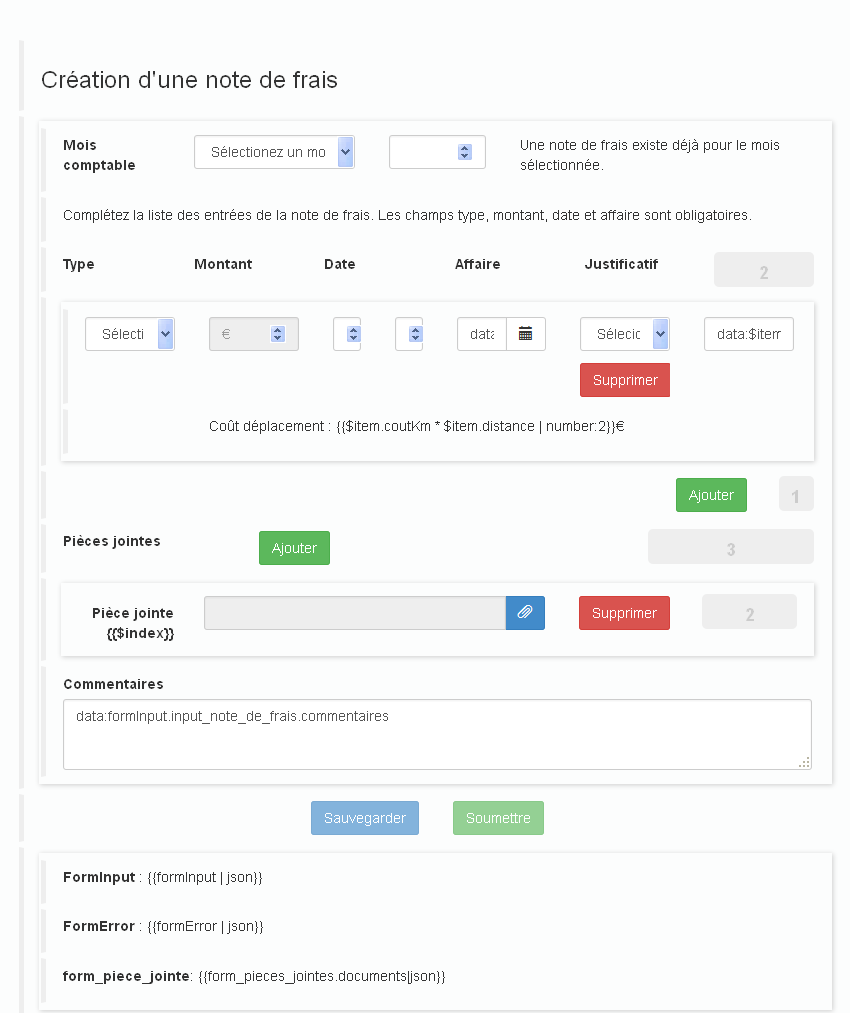 Création d'une note de frais
Mois comptable
Sélectionez un mo
Une note de frais existe déjà pour le mois
sélectionnée.
Complétez la liste des entrées de la note de frais. Les champs type, montant, date et affaire sont obligatoires.
Type Montant Date Affaire Justificatif 2
Sélecti € data Sélecic data:$iterr
Supprimer
Coût déplacement : {{$item.coutKm * $item.distance | number:2}}€
Ajouter 1
Pièces jointes Ajouter 3
Pièce jointe
{{$index}}
Supprimer 2
Commentaires
data:formInput.input_note_de_frais.commentaires
Sauvegarder Soumettre
FormInput : {{formInput | json}}
FormError : {{formError | json}}
form_piece_jointe: {{form_pieces_jointes.documents|json}}